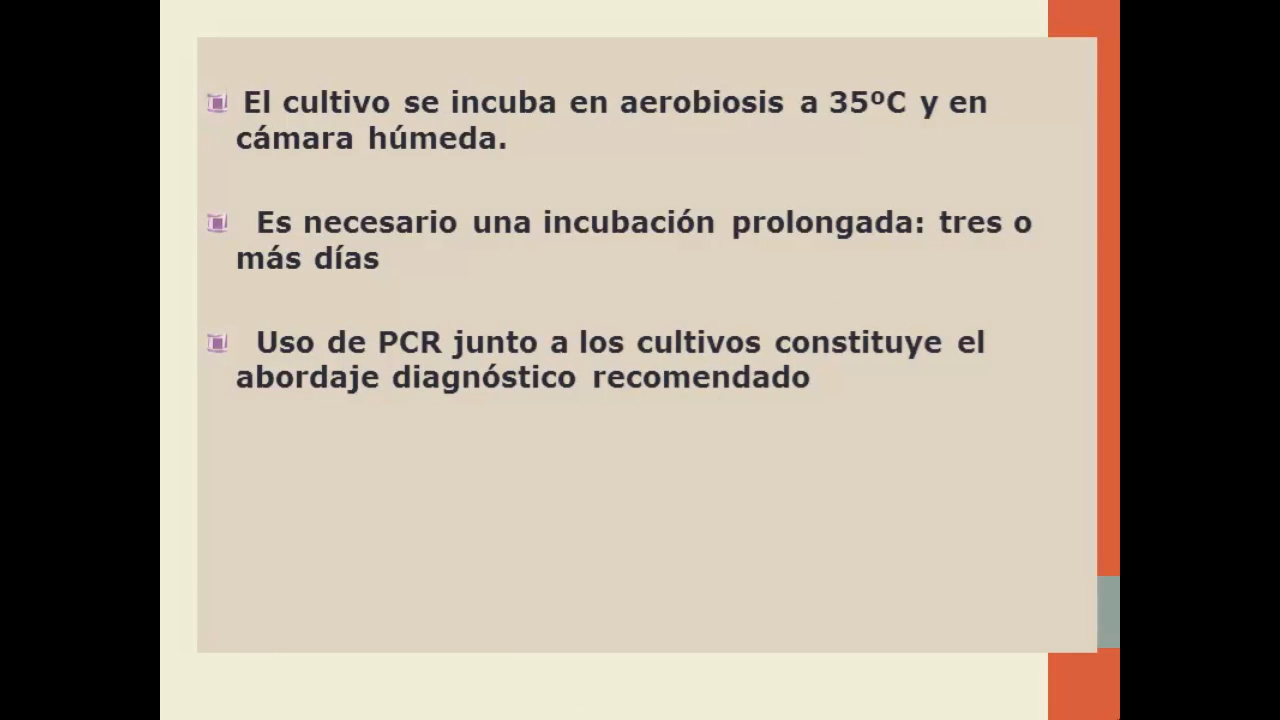 El cultivo se incuba en aerobiosis a 35ºC y en
cámara húmeda.
Es necesario una incubación prolongada: tres o
más días
Uso de PCR junto a los cultivos constituye el
abordaje diagnóstico recomendado